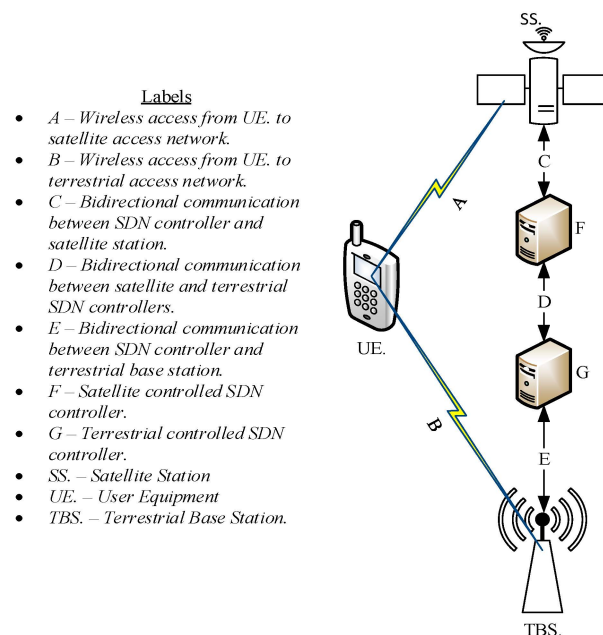 Labels
• A – Wireless access from UE. to
satellite access network.
• B – Wireless access from UE. to
terrestrial access network.
• C – Bidirectional communication
between SDN controller and
satellite station.
• D – Bidirectional communication
between satellite and terrestrial
SDN controllers.
• E – Bidirectional communication
between SDN controller and
terrestrial base station.
• F – Satellite controlled SDN
controller.
• G – Terrestrial controlled SDN
controller.
• SS. – Satellite Station
• UE. – User Equipment
• TBS. – Terrestrial Base Station.
SS.
C
A
F
D
UE.
G
B
E
TBS.